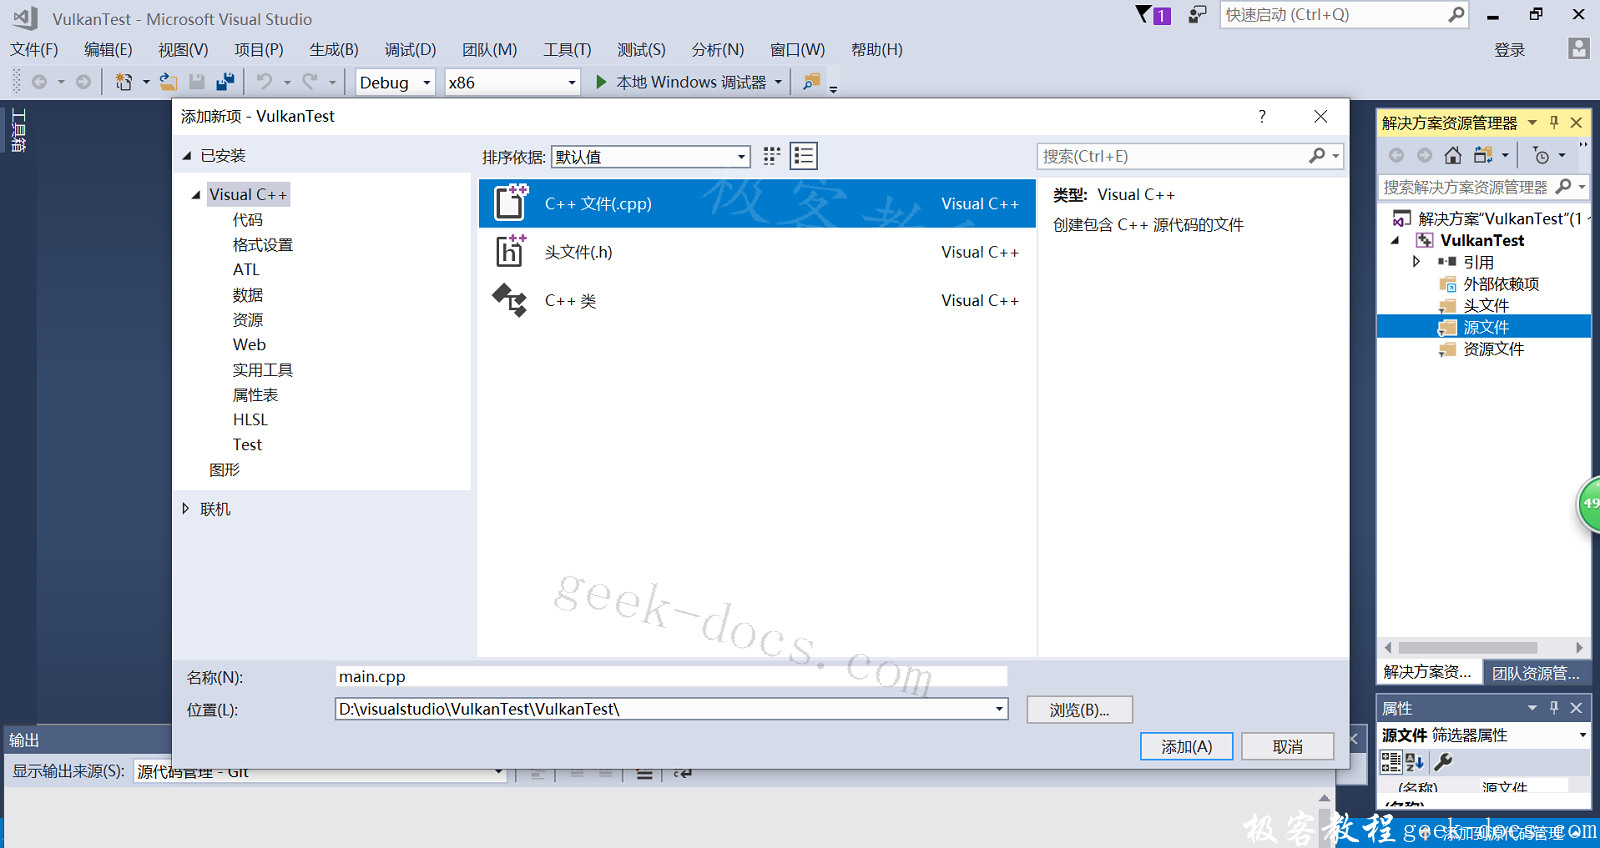 VulkanTest - Microsoft Visual Studio
1
快速启动 (Ctrl+Q)
文件(F) 编辑(E) 视图(V) 项目(P) 生成(B) 调试(D) 团队(M) 工具(T) 测试(S) 分析(N) 窗口(W) 帮助(H)
登录
Debug x86 本地 Windows 调试器
工具箱
添加新项 - VulkanTest
?
已安装
排序依据: 默认值
搜索(Ctrl+E)
Visual C++
代码
格式设置
ATL
数据
资源
Web
实用工具
属性表
HLSL
Test
图形
联机
C++ 文件(.cpp) Visual C++
头文件(.h) Visual C++
C++ 类 Visual C++
类型: Visual C++
创建包含 C++ 源代码的文件
极客教
geek-docs.com
名称(N): main.cpp
位置(L): D:\visualstudio\VulkanTest\VulkanTest\
浏览(B)...
添加(A) 取消
解决方案资源管理器
搜索解决方案资源管理器
解决方案"VulkanTest"(1
VulkanTest
引用
外部依赖项
头文件
源文件
资源文件
49
解决方案资... 团队资源管...
属性
源文件 筛选器属性
(名称) 源文件
(名称)
输出
显示输出来源(S): 源代码管理 - Git
添加到源代码管理
极客教程geek-docs.com